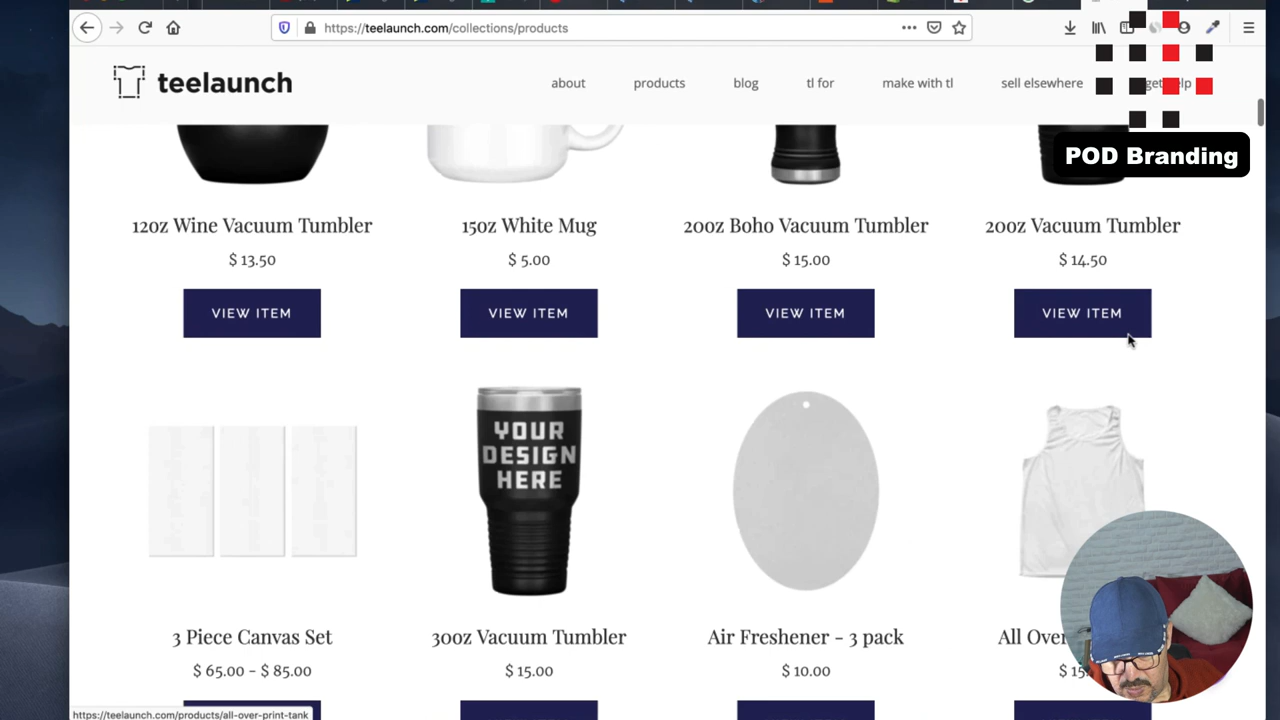 https://teelaunch.com/collections/products
teelaunch
about
products
blog
tl for
make with tl
sell elsewhere
get help
POD Branding
12oz Wine Vacuum Tumbler
15oz White Mug
20oz Boho Vacuum Tumbler
20oz Vacuum Tumbler
$ 13.50
$ 5.00
$ 15.00
$ 14.50
VIEW ITEM
VIEW ITEM
VIEW ITEM
VIEW ITEM
YOUR
DESIGN
HERE
3 Piece Canvas Set
30oz Vacuum Tumbler
Air Freshener - 3 pack
All Over
$ 65.00 - $ 85.00
$ 15.00
$ 10.00
$ 15.
https://teelaunch.com/products/all-over-print-tank